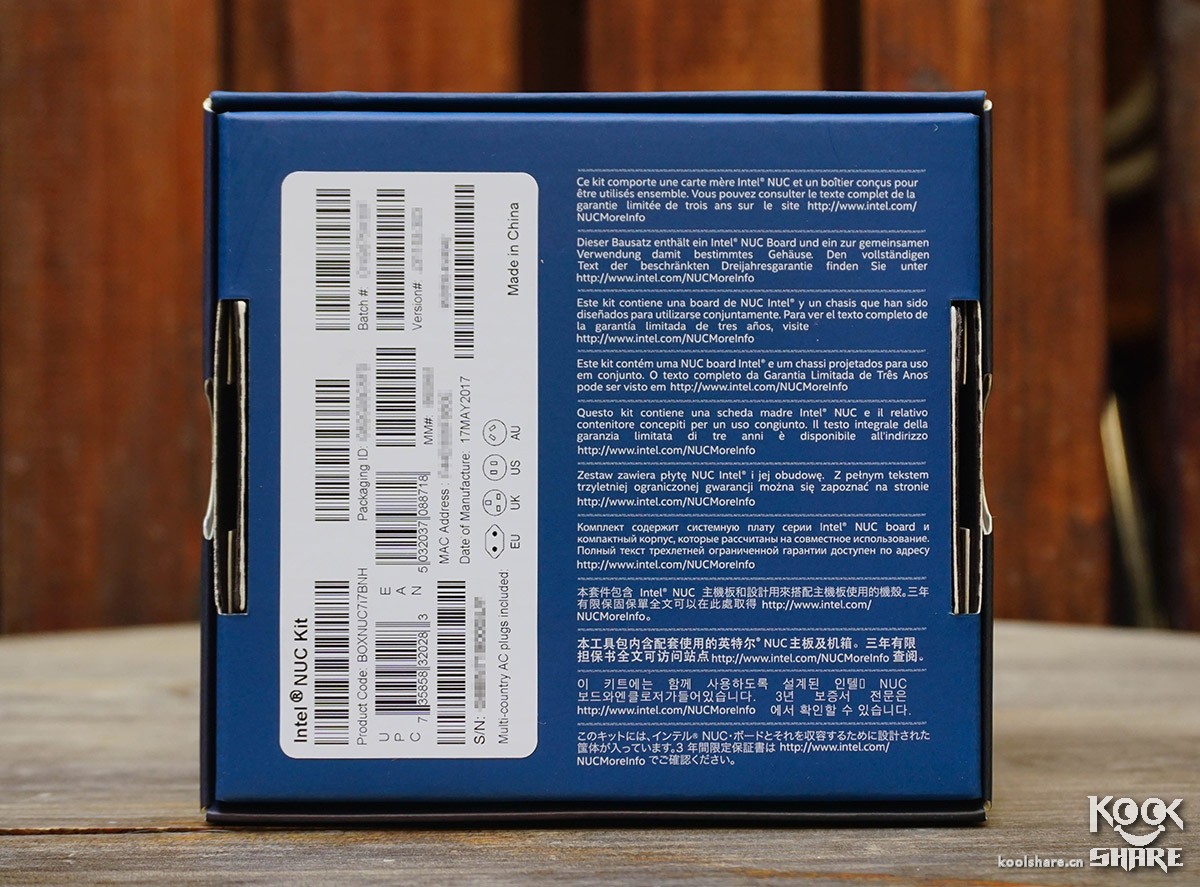 Intel® NUC Kit
Product Code: BOXNUC7I7BNH
UPC
7 35858 32028 3
EAN
5 032037 088718
S/N:
Multi-country AC plugs included:
EU UK US AU
Packaging ID:
MM#:
MAC Address :
Date of Manufacture: 17MAY2017
Batch #:
Version#:
Made in China
Ce kit comporte une carte mère Intel® NUC et un boîtier conçus pour
être utilisés ensemble. Vous pouvez consulter le texte complet de la
garantie limitée de trois ans sur le site http://www.intel.com/
NUCMoreInfo
Dieser Bausatz enthält ein Intel® NUC Board und ein zur gemeinsamen
Verwendung damit bestimmtes Gehäuse. Den vollständigen
Text der beschränkten Dreijahresgarantie finden Sie unter
http://www.intel.com/NUCMoreInfo
Este kit contiene una board de NUC Intel® y un chasis que han sido
diseñados para utilizarse conjuntamente. Para ver el texto completo de
la garantía limitada de tres años, visite
http://www.intel.com/NUCMoreInfo
Este kit contém uma NUC board Intel® e um chassi projetados para uso
em conjunto. O texto completo da Garantia Limitada de Três Anos
pode ser visto em http://www.intel.com/NUCMoreInfo
Questo kit contiene una scheda madre Intel® NUC e il relativo
contenitore concepiti per un uso congiunto. Il testo integrale della
garanzia limitata di tre anni è disponibile all'indirizzo
http://www.intel.com/NUCMoreInfo
Zestaw zawiera płytę NUC Intel® i jej obudowę. Z pełnym tekstem
trzyletniej ograniczonej gwarancji można się zapoznać na stronie
http://www.intel.com/NUCMoreInfo
Комплект содержит системную плату серии Intel® NUC board и
компактный корпус, которые рассчитаны на совместное использование.
Полный текст трехлетней ограниченной гарантии доступен по адресу
http://www.intel.com/NUCMoreInfo
本套件包含 Intel® NUC 主機板和設計用來搭配主機板使用的機殼。三年
有限保固保單全文可以在此處取得 http://www.intel.com/
NUCMoreInfo。
本工具包内含配套使用的英特尔® NUC 主板及机箱。三年有限
担保书全文可访问站点 http://www.intel.com/NUCMoreInfo 查阅。
이 키트에는 함께 사용하도록 설계된 인텔▯ NUC
보드와엔클로저가들어있습니다. 3년 보증서 전문은
http://www.intel.com/NUCMoreInfo 에서 확인할 수 있습니다.
このキットには、インテル® NUC・ボードとそれを収容するために設計された
筐体が入っています。3 年間限定保証書は http://www.intel.com/
NUCMoreInfo でご確認ください。
KOOK
SHARE
koolshare.cn